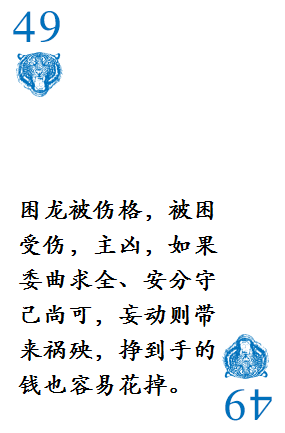 49
困龙被伤格，被困
受伤，主凶，如果
委曲求全、安分守
己尚可，妄动则带
来祸殃，挣到手的
钱也容易花掉。
49